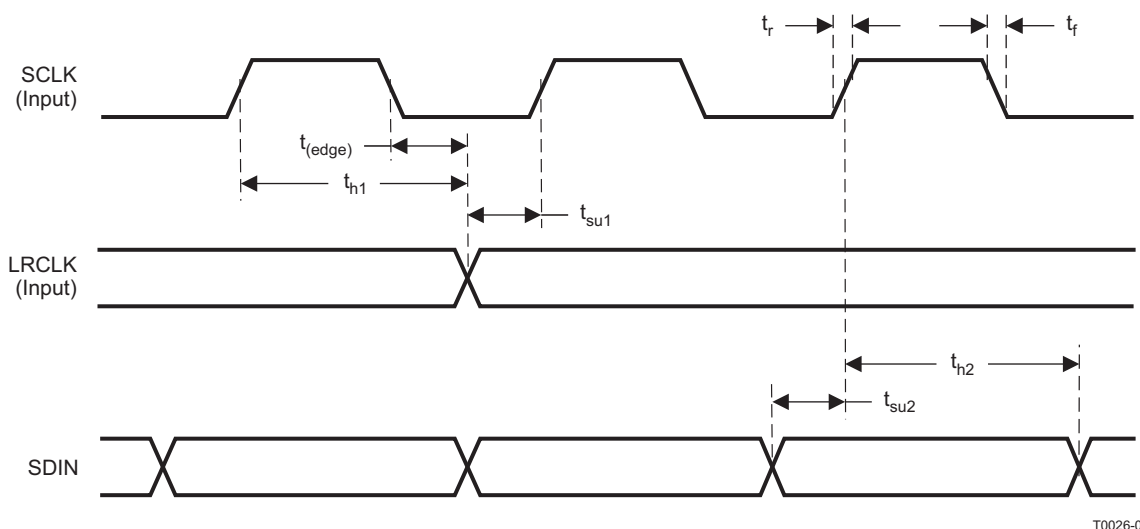 t_r
t_f
SCLK
(Input)
t_(edge)
t_h1
t_su1
LRCLK
(Input)
t_h2
t_su2
SDIN
T0026-0